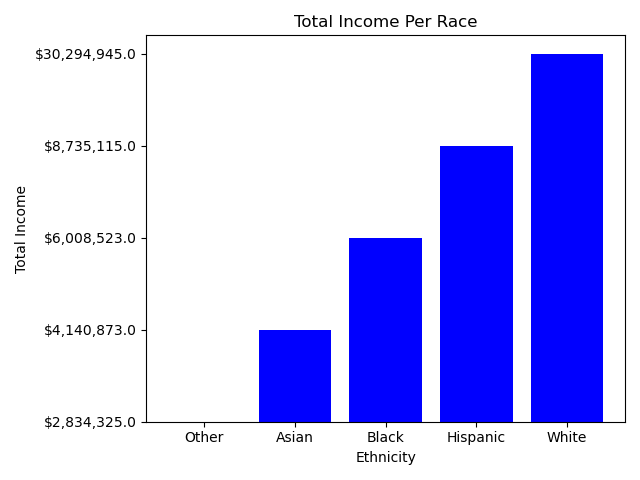 Total Income Per Race
$30,294,945.0
$8,735,115.0
$6,008,523.0
$4,140,873.0
$2,834,325.0
Total Income
Other Asian Black Hispanic White
Ethnicity